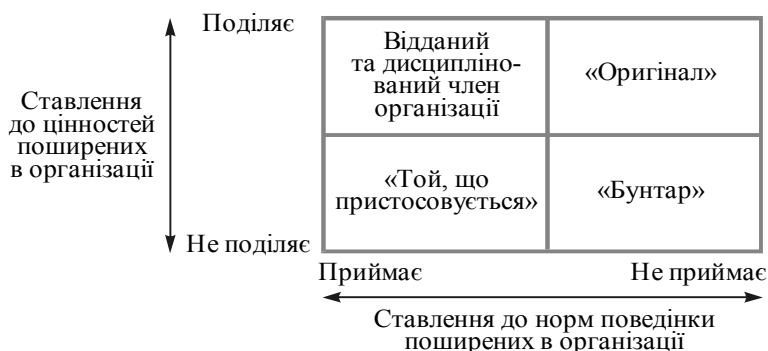 Поділяє
Відданий
та дисципліно-
ваний член
організації
«Оригінал»
Ставлення
до цінностей
поширених
в організації
«Той, що
пристосовується»
«Бунтар»
Не поділяє
Приймає
Не приймає
Ставлення до норм поведінки
поширених в організації